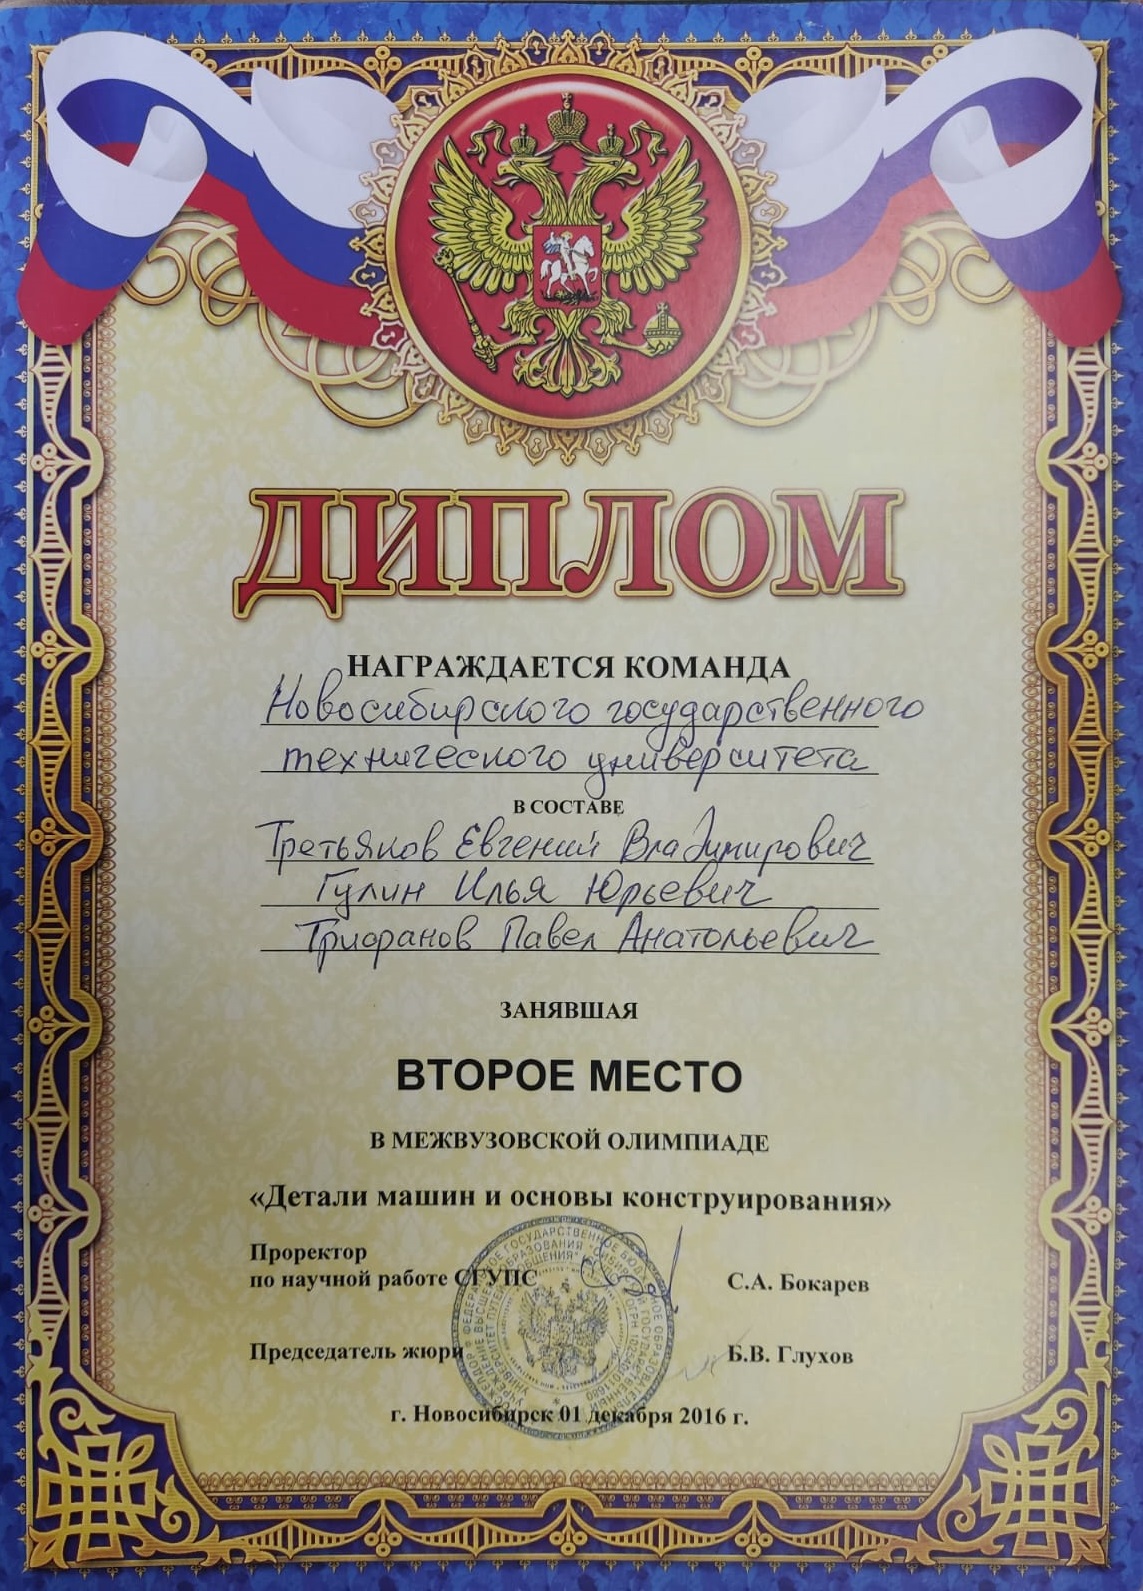 ДИПЛОМ
НАГРАЖДАЕТСЯ КОМАНДА
Новосибирского государственного
технического университета
В СОСТАВЕ
Третьяков Евгений Владимирович
Гулин Илья Юрьевич
Трифанов Павел Анатольевич
ЗАНЯВШАЯ
ВТОРОЕ МЕСТО
В МЕЖВУЗОВСКОЙ ОЛИМПИАДЕ
«Детали машин и основы конструирования»
Проректор
по научной работе СГУПС С.А. Бокарев
Председатель жюри Б.В. Глухов
г. Новосибирск 01 декабря 2016 г.